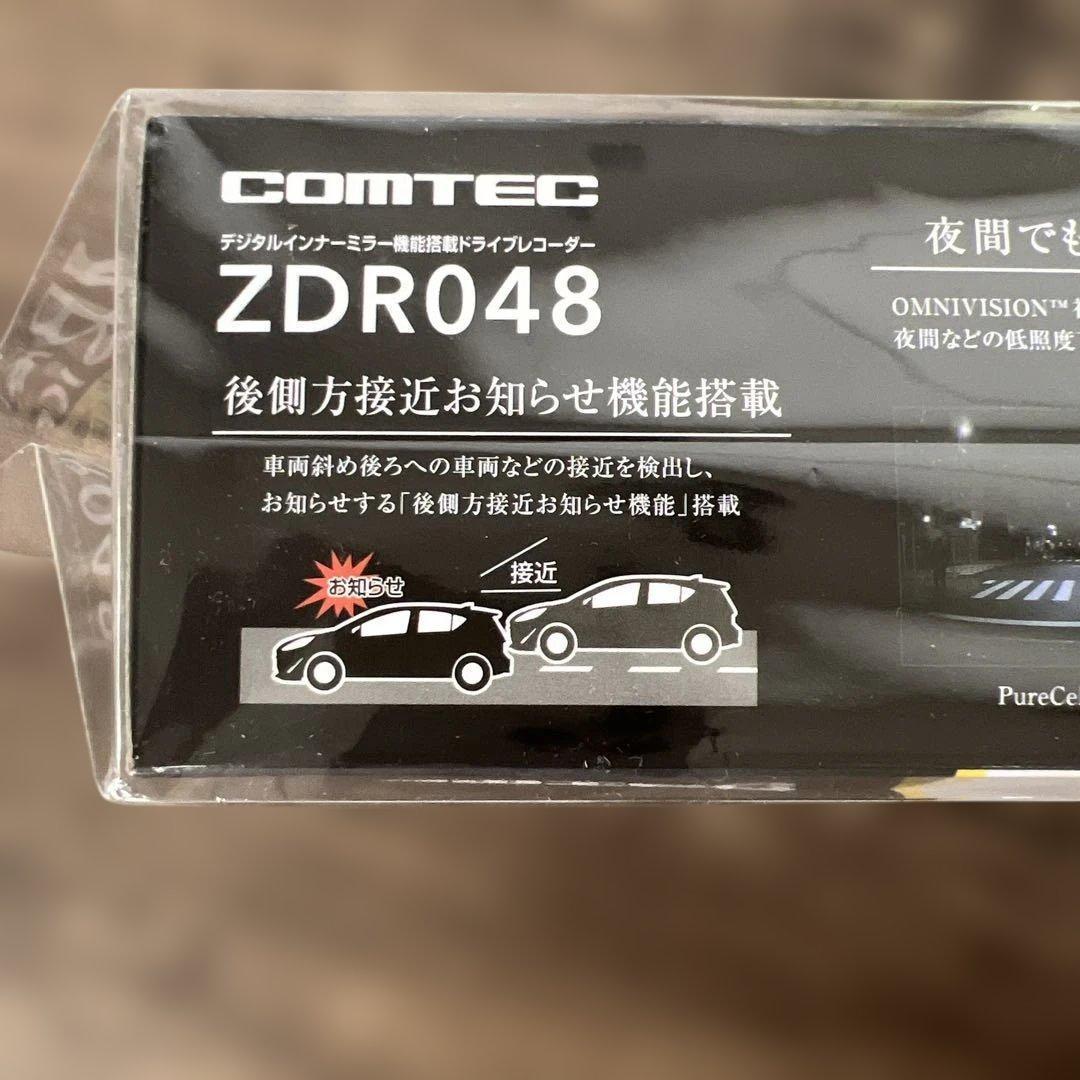 COMTEC
デジタルインナーミラー機能搭載ドライブレコーダー
ZDR048
後側方接近お知らせ機能搭載
車両斜め後ろへの車両などの接近を検出し、
お知らせする「後側方接近お知らせ機能」搭載
お知らせ
接近
夜間でも
OMNIVISION™
夜間などの低照度
PureCe